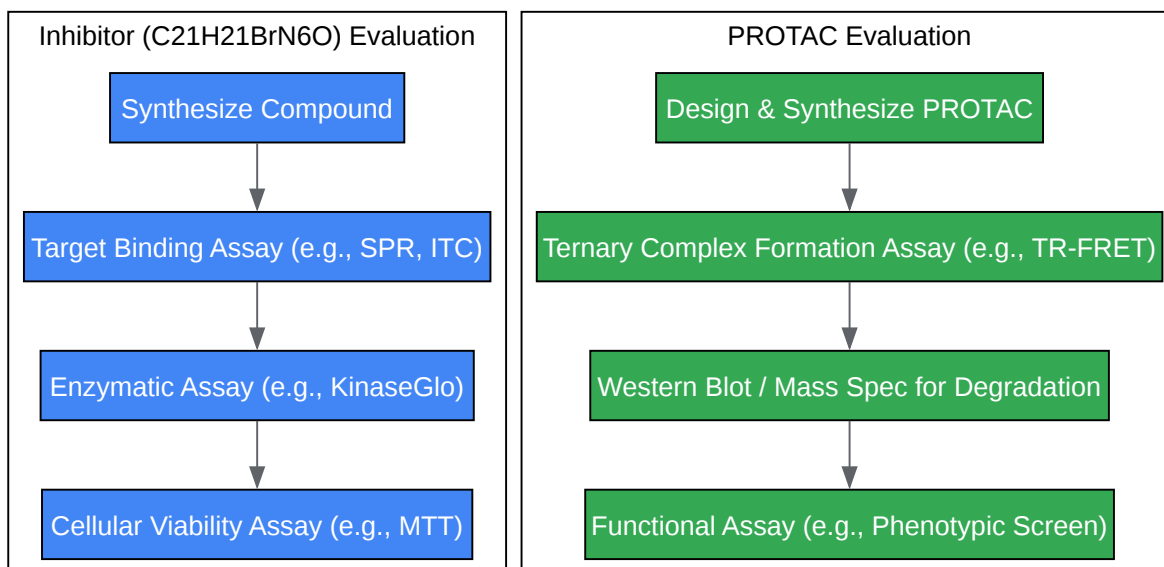 Inhibitor (C21H21BrN6O) Evaluation
Synthesize Compound
Target Binding Assay (e.g., SPR, ITC)
Enzymatic Assay (e.g., KinaseGlo)
Cellular Viability Assay (e.g., MTT)
PROTAC Evaluation
Design & Synthesize PROTAC
Ternary Complex Formation Assay (e.g., TR-FRET)
Western Blot / Mass Spec for Degradation
Functional Assay (e.g., Phenotypic Screen)